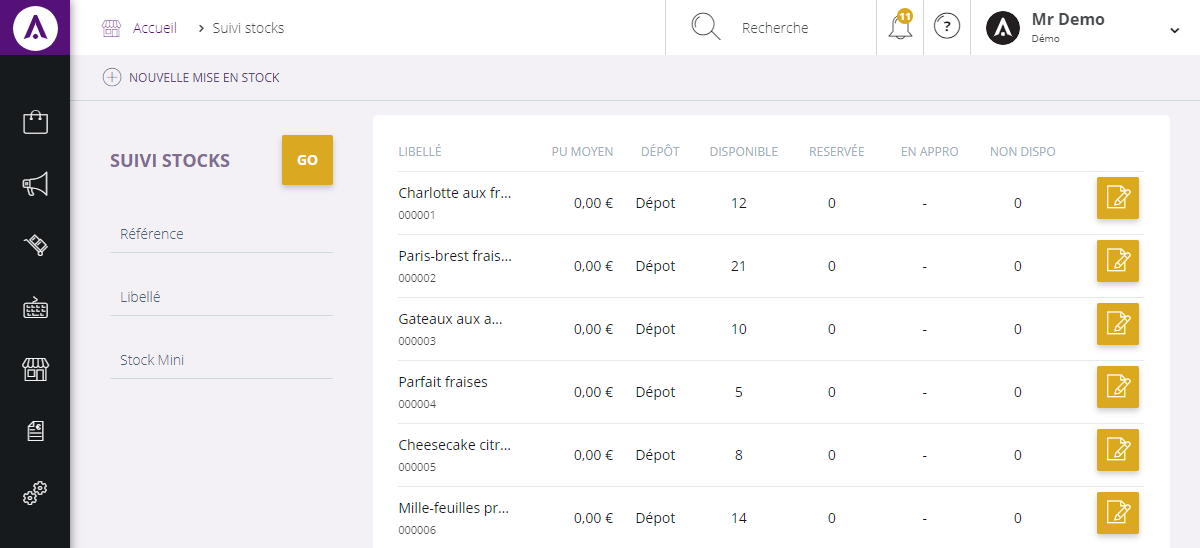 Accueil > Suivi stocks
Recherche
11
?
Mr Demo
Démo
NOUVELLE MISE EN STOCK
SUIVI STOCKS
GO
Référence
Libellé
Stock Mini
LIBELLÉ PU MOYEN DÉPÔT DISPONIBLE RESERVÉE EN APPRO NON DISPO
Charlotte aux fr...
000001
0,00 € Dépot 12 0 - 0
Paris-brest frais...
000002
0,00 € Dépot 21 0 - 0
Gateaux aux a...
000003
0,00 € Dépot 10 0 - 0
Parfait fraises
000004
0,00 € Dépot 5 0 - 0
Cheesecake citr...
000005
0,00 € Dépot 8 0 - 0
Mille-feuilles pr...
000006
0,00 € Dépot 14 0 - 0